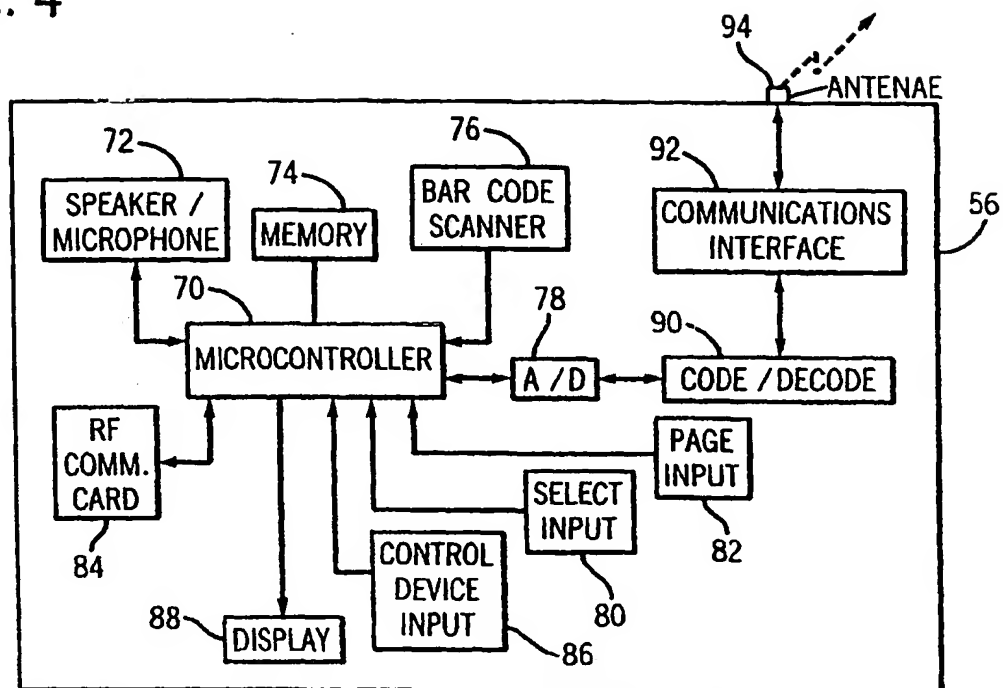 . 4
94
ANTENAE
72
74
76
92
56
SPEAKER /
MICROPHONE
MEMORY
BAR CODE
SCANNER
COMMUNICATIONS
INTERFACE
70
78
90
MICROCONTROLLER
A/D
CODE / DECODE
RF
COMM.
CARD
84
PAGE
INPUT
82
SELECT
INPUT
80
CONTROL
DEVICE
INPUT
86
88
DISPLAY